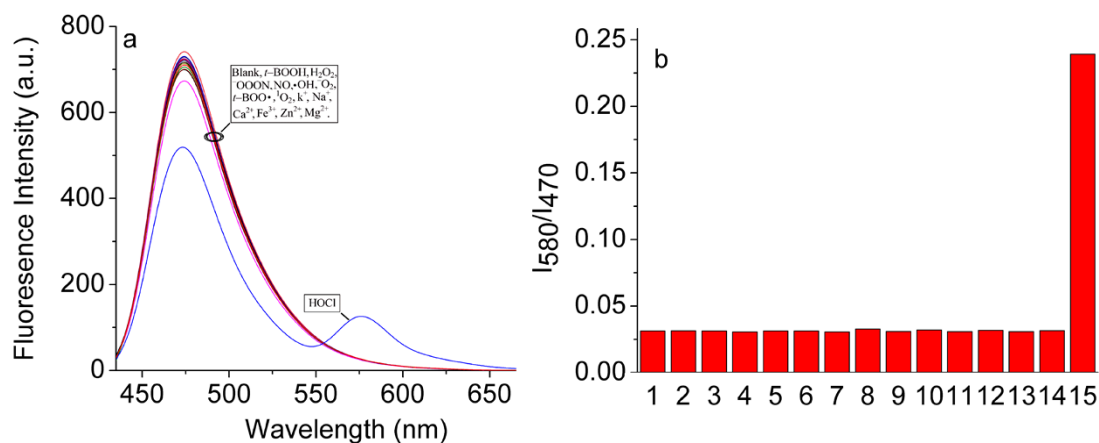 a
800
600
400
200
0
Fluoresence Intensity (a.u.)
450 500 550 600 650
Wavelength (nm)
Blank, t–BOOH, H₂O₂,
⁻OOON, NO, •OH, ⁻O₂,
t–BOO•, ¹O₂, k⁺, Na⁺,
Ca²⁺, Fe³⁺, Zn²⁺, Mg²⁺.
HOCl
b
0.25
0.20
0.15
0.10
0.05
0.00
I₅₈₀/I₄₇₀
1 2 3 4 5 6 7 8 9 10 11 12 13 14 15